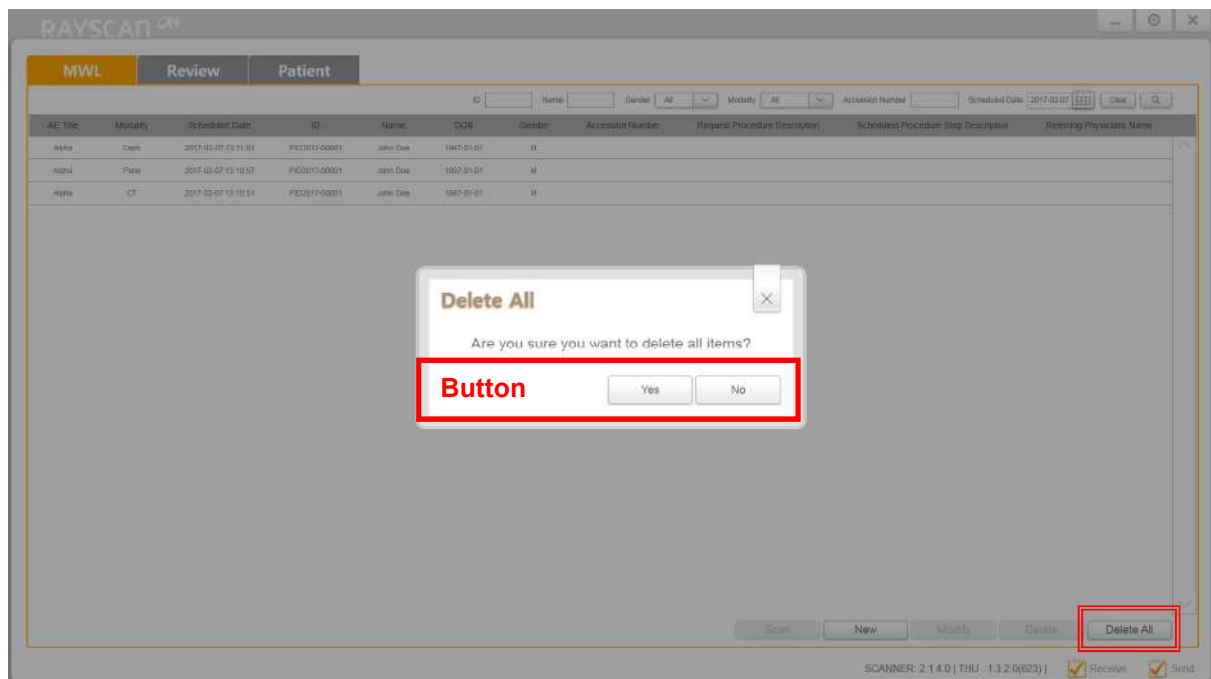 RAYSCAN α+
MWL Review Patient
ID Name Gender All Modality All Accession Number Scheduled Date 2017-02-07 Clear
AE Title Modality Scheduled Date ID Name DOB Gender Accession Number Request Procedure Description Scheduled Procedure Step Description Referring Physicians Name
Alpha Ceph John Doe 1997-01-01 M
Alpha Pano John Doe 1997-01-01 M
Alpha CT John Doe 1997-01-01 M
Delete All
Are you sure you want to delete all items?
Button Yes No
Scan New Modify Delete Delete All
SCANNER: 2.1.4.0 | THU : 1.3.2.0(623) | Receive Send